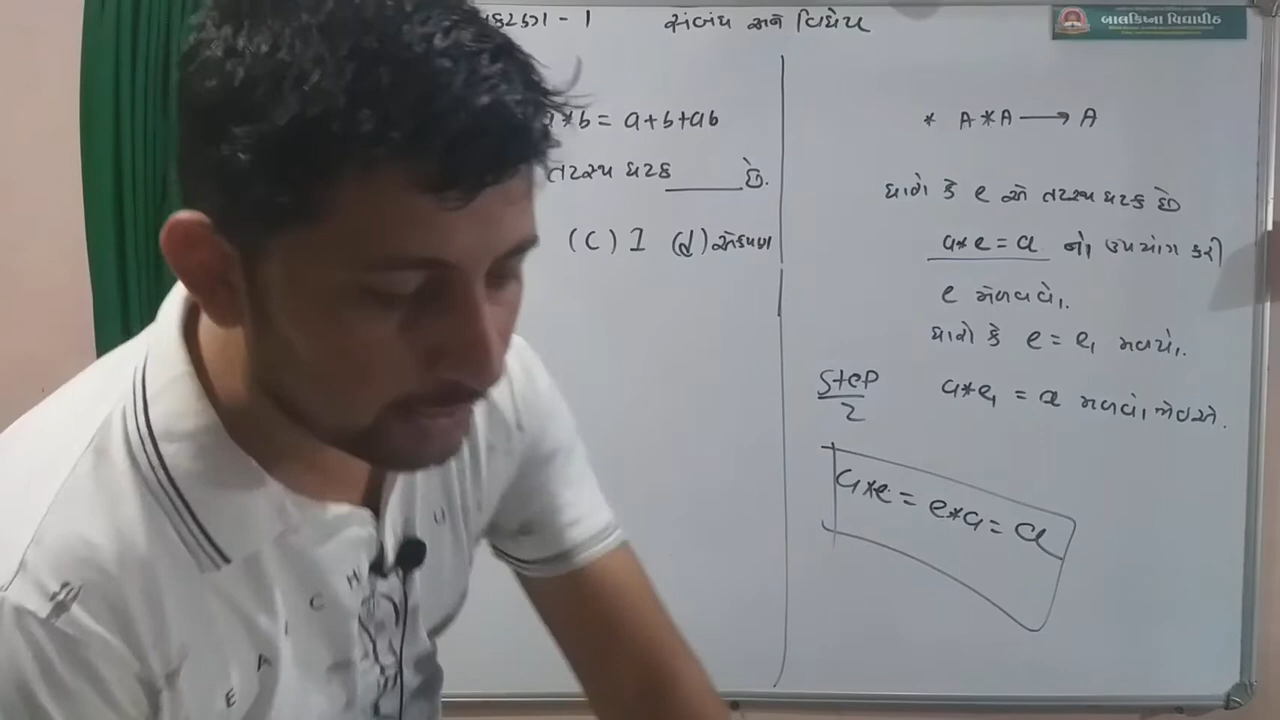 પ્રકરણ - 1 સંબંધ અને વિધેય
બાલક્રિષ્ના વિદ્યાપીઠ
a*b = a+b+ab
તટસ્થ ઘટક ______ છે.
(C) 1 (d) એકપણ
* A*A → A
ધારો કે e એ તટસ્થ ઘટક છે
a*e = a નો ઉપયોગ કરી
e મેળવવો.
ધારો કે e = e₁ મળ્યો.
Step 2
a*e₁ = a મળવો જોઇએ.
a*e = e*a = a